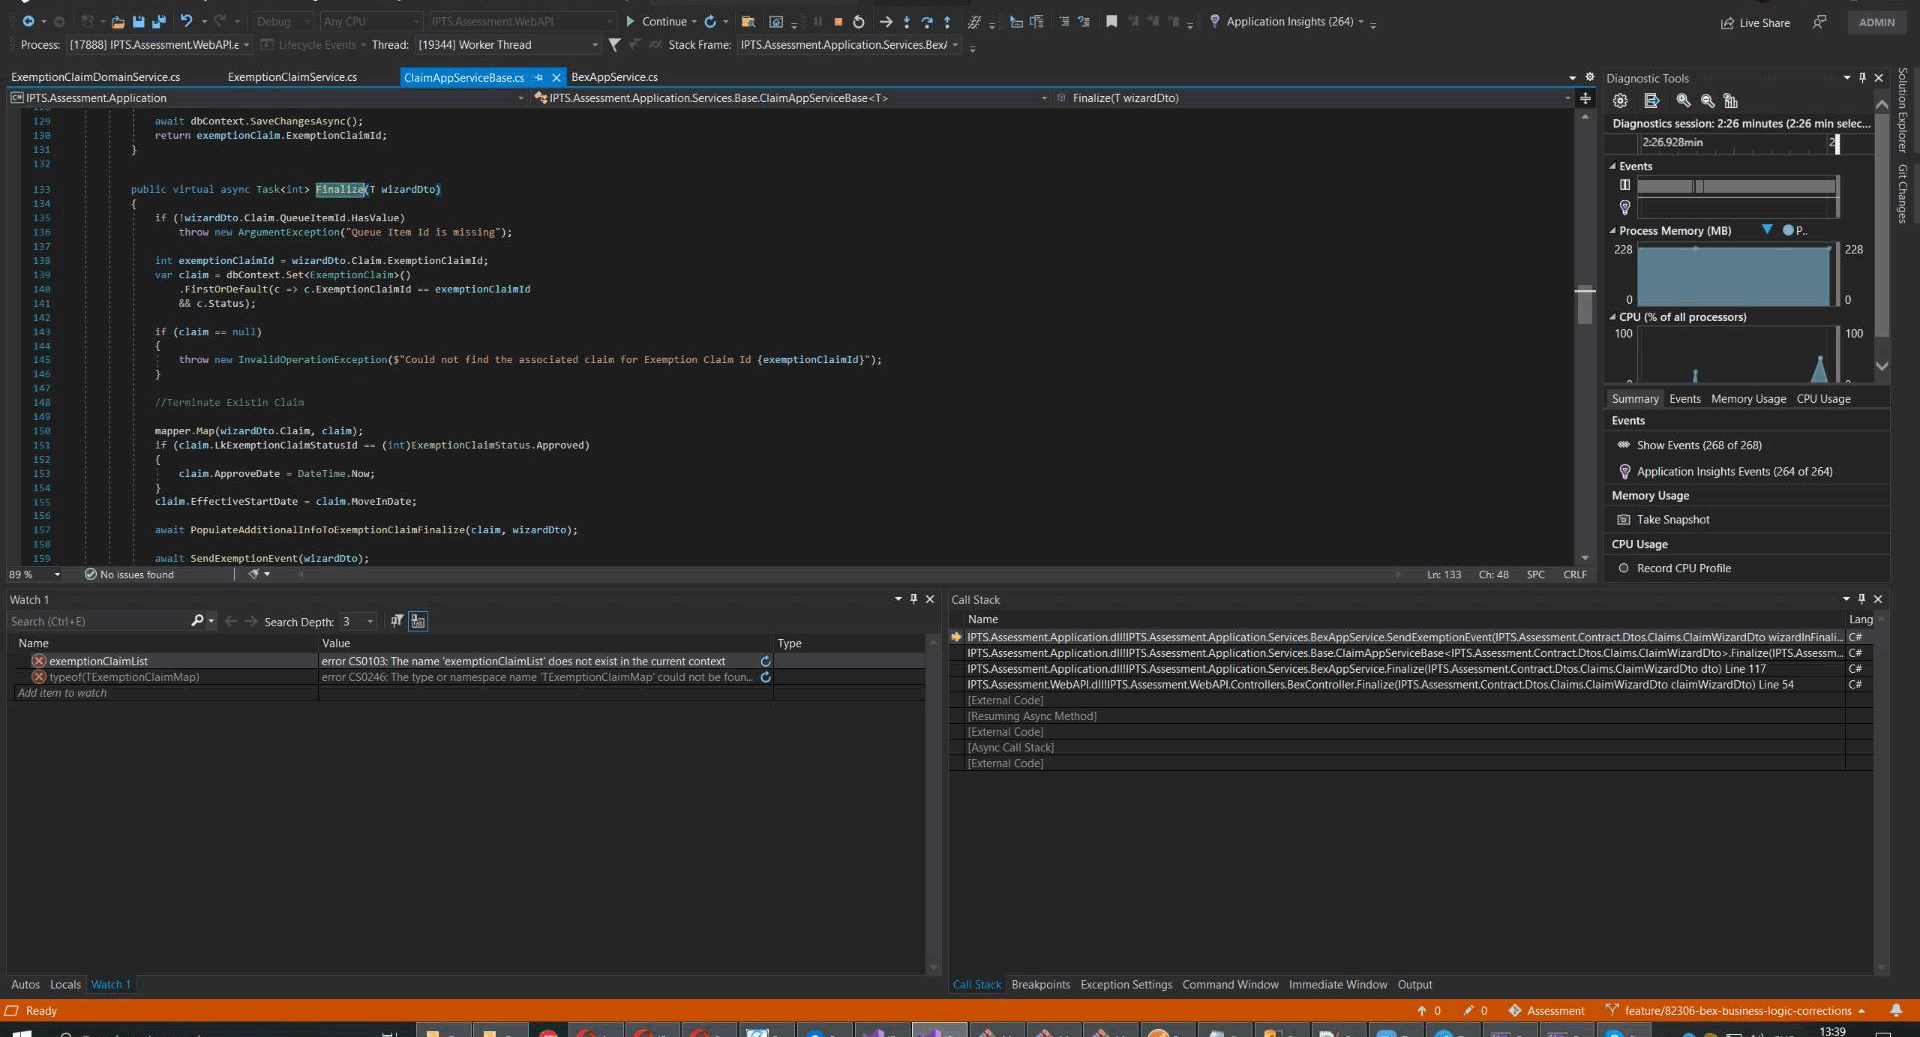 Debug
Any CPU
IPTS.Assessment.WebAPI
Continue
Application Insights (264)
Live Share
ADMIN
Process:
[17888] IPTS.Assessment.WebAPI.e
Lifecycle Events
Thread:
[19344] Worker Thread
Stack Frame:
IPTS.Assessment.Application.Services.BexA
ExemptionClaimDomainService.cs
ExemptionClaimService.cs
ClaimAppServiceBase.cs
BexAppService.cs
IPTS.Assessment.Application
IPTS.Assessment.Application.Services.Base.ClaimAppServiceBase<T>
Finalize(T wizardDto)
129 await dbContext.SaveChangesAsync();
130 return exemptionClaim.ExemptionClaimId;
131 }
132
133 public virtual async Task<int> Finalize(T wizardDto)
134 {
135 if (!wizardDto.Claim.QueueItemId.HasValue)
136 throw new ArgumentException("Queue Item Id is missing");
137
138 int exemptionClaimId = wizardDto.Claim.ExemptionClaimId;
139 var claim = dbContext.Set<ExemptionClaim>()
140 .FirstOrDefault(c => c.ExemptionClaimId == exemptionClaimId
141 && c.Status);
142
143 if (claim == null)
144 {
145 throw new InvalidOperationException($"Could not find the associated claim for Exemption Claim Id {exemptionClaimId}");
146 }
147
148 //Terminate Existin Claim
149
150 mapper.Map(wizardDto.Claim, claim);
151 if (claim.LkExemptionClaimStatusId == (int)ExemptionClaimStatus.Approved)
152 {
153 claim.ApproveDate = DateTime.Now;
154 }
155 claim.EffectiveStartDate = claim.MoveInDate;
156
157 await PopulateAdditionalInfoToExemptionClaimFinalize(claim, wizardDto);
158
159 await SendExemptionEvent(wizardDto);
89 %
No issues found
Ln: 133
Ch: 48
SPC
CRLF
Diagnostic Tools
Diagnostics session: 2:26 minutes (2:26 min selec...
2:26.928min
2
Events
Process Memory (MB)
P..
228
228
0
0
CPU (% of all processors)
100
100
Summary
Events
Memory Usage
CPU Usage
Events
Show Events (268 of 268)
Application Insights Events (264 of 264)
Memory Usage
Take Snapshot
CPU Usage
Record CPU Profile
Solution Explorer
Git Changes
Watch 1
Search (Ctrl+E)
Search Depth:
3
Name
Value
Type
exemptionClaimList
error CS0103: The name 'exemptionClaimList' does not exist in the current context
typeof(TExemptionClaimMap)
error CS0246: The type or namespace name 'TExemptionClaimMap' could not be foun...
Add item to watch
Autos
Locals
Watch 1
Call Stack
Name
Lang
IPTS.Assessment.Application.dll!IPTS.Assessment.Application.Services.BexAppService.SendExemptionEvent(IPTS.Assessment.Contract.Dtos.Claims.ClaimWizardDto wizardInFinali...
C#
IPTS.Assessment.Application.dll!IPTS.Assessment.Application.Services.Base.ClaimAppServiceBase<IPTS.Assessment.Contract.Dtos.Claims.ClaimWizardDto>.Finalize(IPTS.Assessm...
C#
IPTS.Assessment.Application.dll!IPTS.Assessment.Application.Services.BexAppService.Finalize(IPTS.Assessment.Contract.Dtos.Claims.ClaimWizardDto dto) Line 117
C#
IPTS.Assessment.WebAPI.dll!IPTS.Assessment.WebAPI.Controllers.BexController.Finalize(IPTS.Assessment.Contract.Dtos.Claims.ClaimWizardDto claimWizardDto) Line 54
C#
[External Code]
[Resuming Async Method]
[External Code]
[Async Call Stack]
[External Code]
Call Stack
Breakpoints
Exception Settings
Command Window
Immediate Window
Output
Ready
0
0
Assessment
feature/82306-bex-business-logic-corrections
13:39